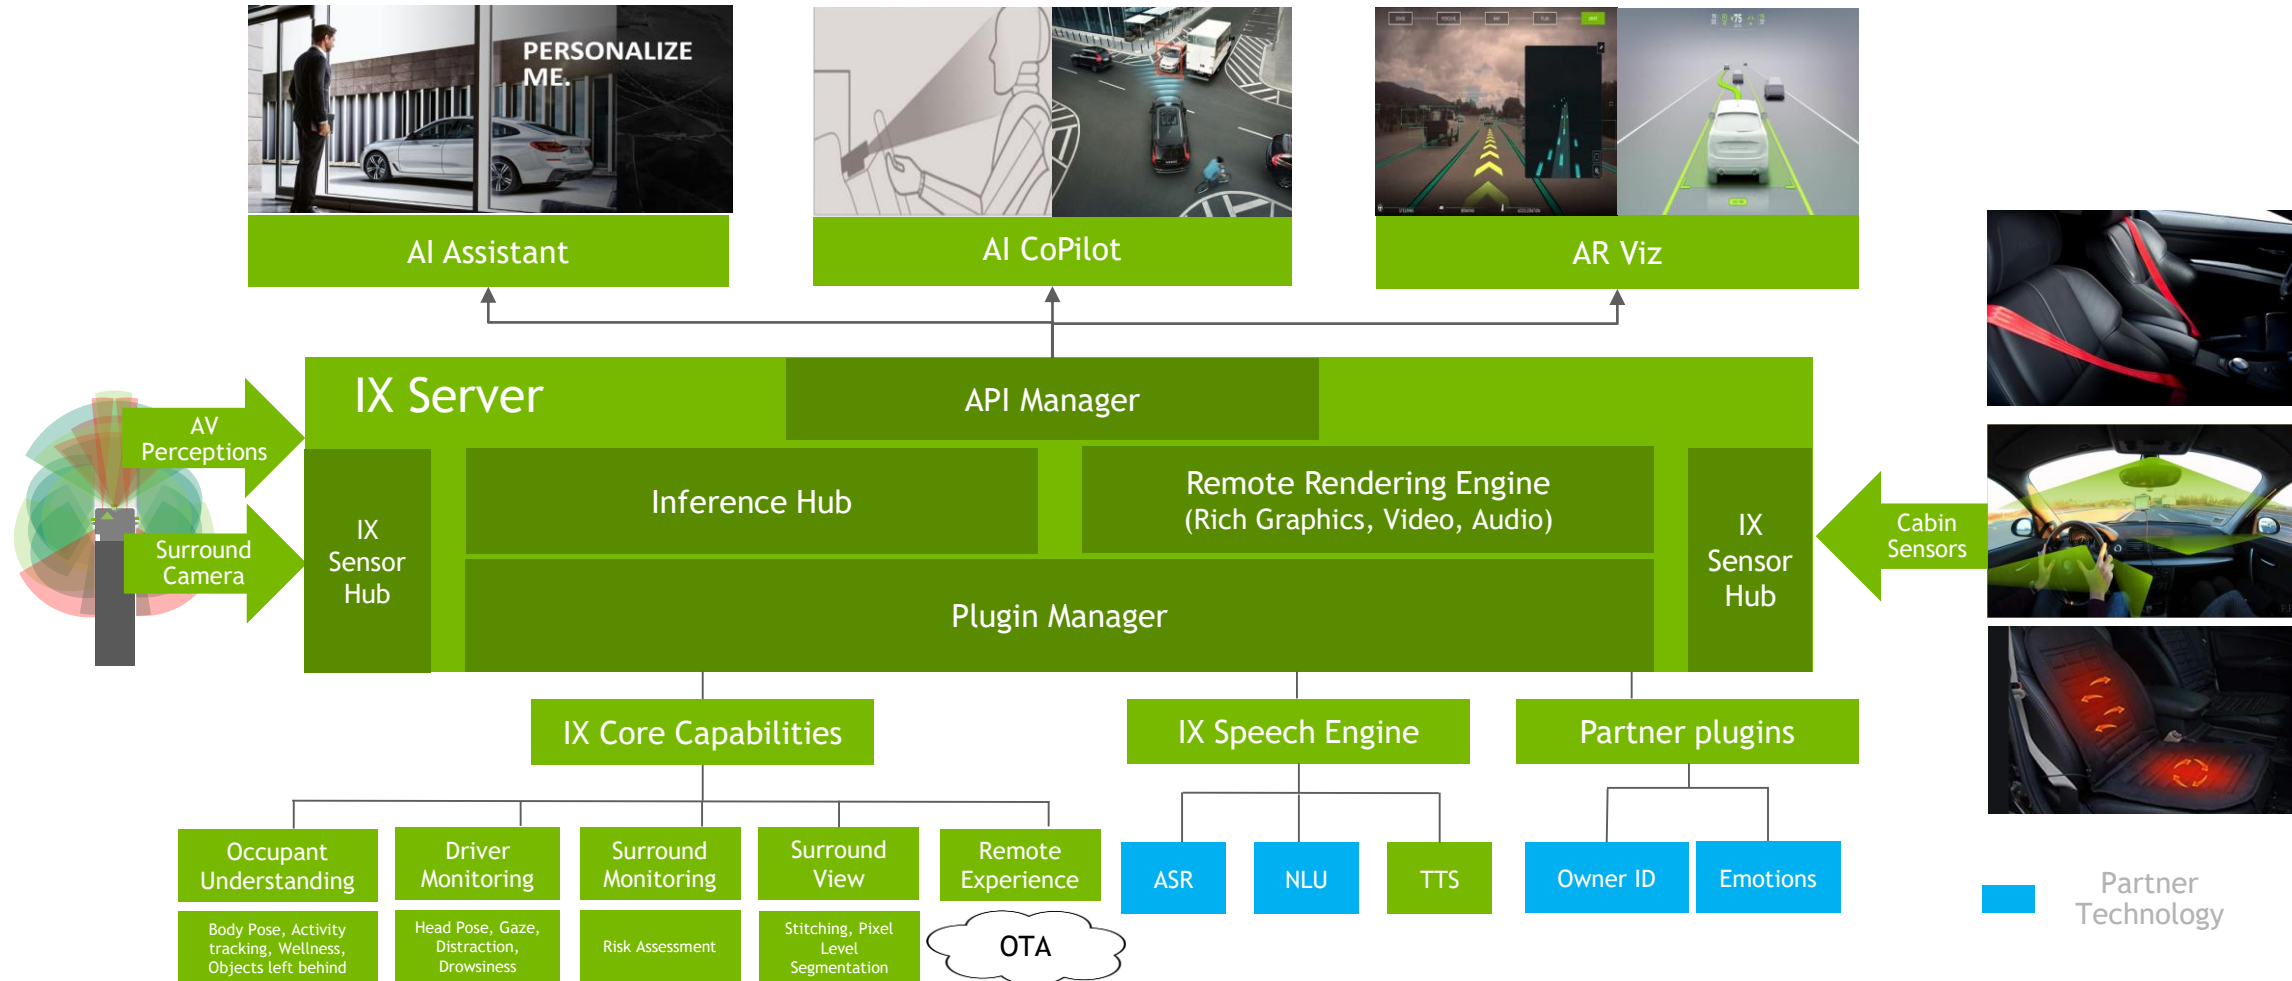 PERSONALIZE
ME.
AI Assistant
AI CoPilot
75
AR Viz
IX Server
API Manager
AV
Perceptions
Surround
Camera
IX
Sensor
Hub
Inference Hub
Remote Rendering Engine
(Rich Graphics, Video, Audio)
Plugin Manager
IX
Sensor
Hub
Cabin
Sensors
IX Core Capabilities
IX Speech Engine
Partner plugins
Occupant
Understanding
Driver
Monitoring
Surround
Monitoring
Surround
View
Remote
Experience
ASR
NLU
TTS
Owner ID
Emotions
Body Pose, Activity
tracking, Wellness,
Objects left behind
Head Pose, Gaze,
Distraction,
Drowsiness
Risk Assessment
Stitching, Pixel
Level
Segmentation
OTA
Partner
Technology